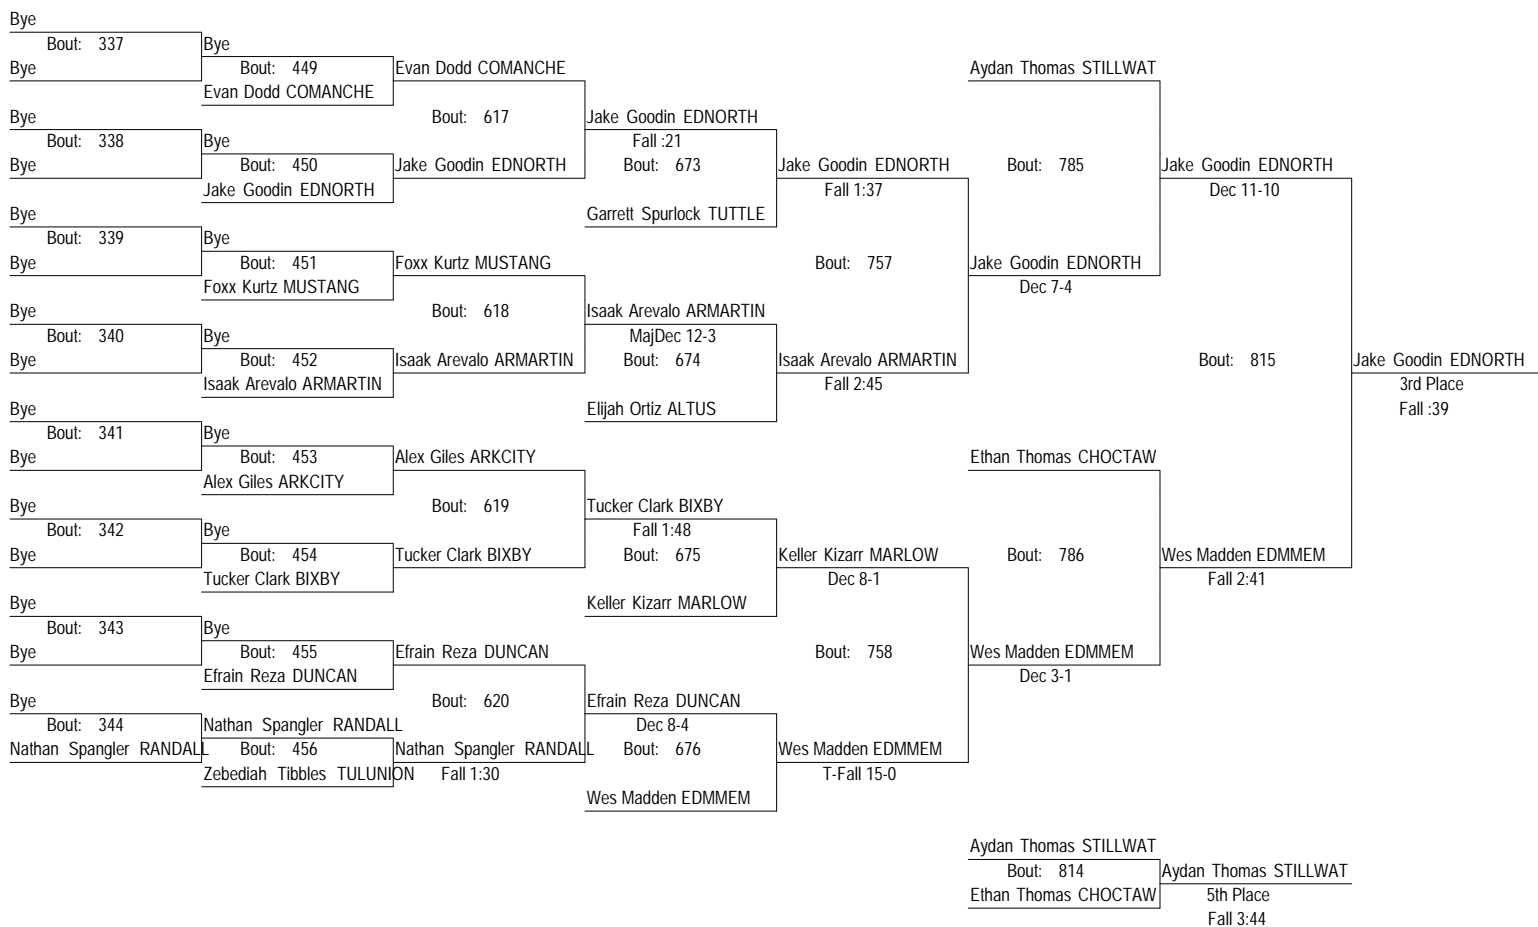 Bye
Bout: 337
Bye
Bye
Bout: 449
Evan Dodd COMANCHE
Evan Dodd COMANCHE
Bye
Bout: 338
Bye
Bye
Bout: 450
Jake Goodin EDNORTH
Bout: 617
Jake Goodin EDNORTH
Jake Goodin EDNORTH
Fall :21
Bout: 673
Garrett Spurlock TUTTLE
Jake Goodin EDNORTH
Fall 1:37
Bye
Bout: 339
Bye
Bye
Bout: 451
Foxx Kurtz MUSTANG
Foxx Kurtz MUSTANG
Bye
Bout: 340
Bye
Bye
Bout: 452
Isaak Arevalo ARMARTIN
Bout: 618
Isaak Arevalo ARMARTIN
Isaak Arevalo ARMARTIN
MajDec 12-3
Bout: 674
Elijah Ortiz ALTUS
Isaak Arevalo ARMARTIN
Fall 2:45
Bout: 757
Aydan Thomas STILLWAT
Bout: 785
Jake Goodin EDNORTH
Dec 7-4
Jake Goodin EDNORTH
Dec 11-10
Bye
Bout: 341
Bye
Bye
Bout: 453
Alex Giles ARKCITY
Alex Giles ARKCITY
Bye
Bout: 342
Bye
Bye
Bout: 454
Tucker Clark BIXBY
Bout: 619
Tucker Clark BIXBY
Tucker Clark BIXBY
Fall 1:48
Bout: 675
Keller Kizarr MARLOW
Keller Kizarr MARLOW
Dec 8-1
Bye
Bout: 343
Bye
Bye
Bout: 455
Efrain Reza DUNCAN
Efrain Reza DUNCAN
Bye
Bout: 344
Nathan Spangler RANDALL
Nathan Spangler RANDALL
Bout: 456
Zebediah Tibbles TULUNION
Bout: 620
Nathan Spangler RANDALL
Fall 1:30
Efrain Reza DUNCAN
Dec 8-4
Bout: 676
Wes Madden EDMMEM
Wes Madden EDMMEM
T-Fall 15-0
Bout: 758
Ethan Thomas CHOCTAW
Bout: 786
Wes Madden EDMMEM
Dec 3-1
Wes Madden EDMMEM
Fall 2:41
Bout: 815
Jake Goodin EDNORTH
3rd Place
Fall :39
Aydan Thomas STILLWAT
Bout: 814
Ethan Thomas CHOCTAW
Aydan Thomas STILLWAT
5th Place
Fall 3:44